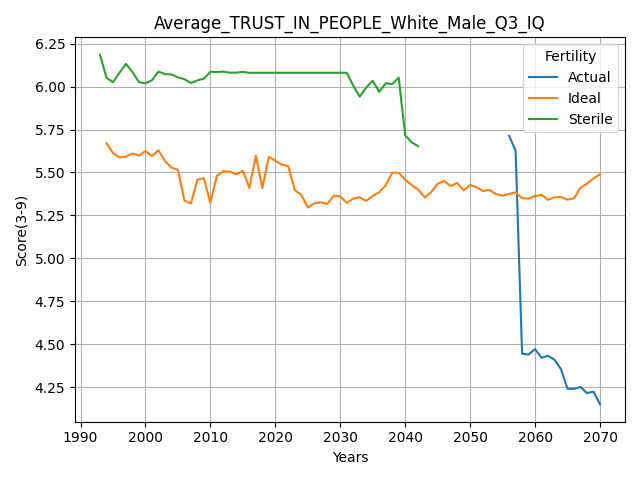 Average_TRUST_IN_PEOPLE_White_Male_Q3_IQ
Fertility
Actual
Ideal
Sterile
Score(3-9)
6.25
6.00
5.75
5.50
5.25
5.00
4.75
4.50
4.25
1990 2000 2010 2020 2030 2040 2050 2060 2070
Years